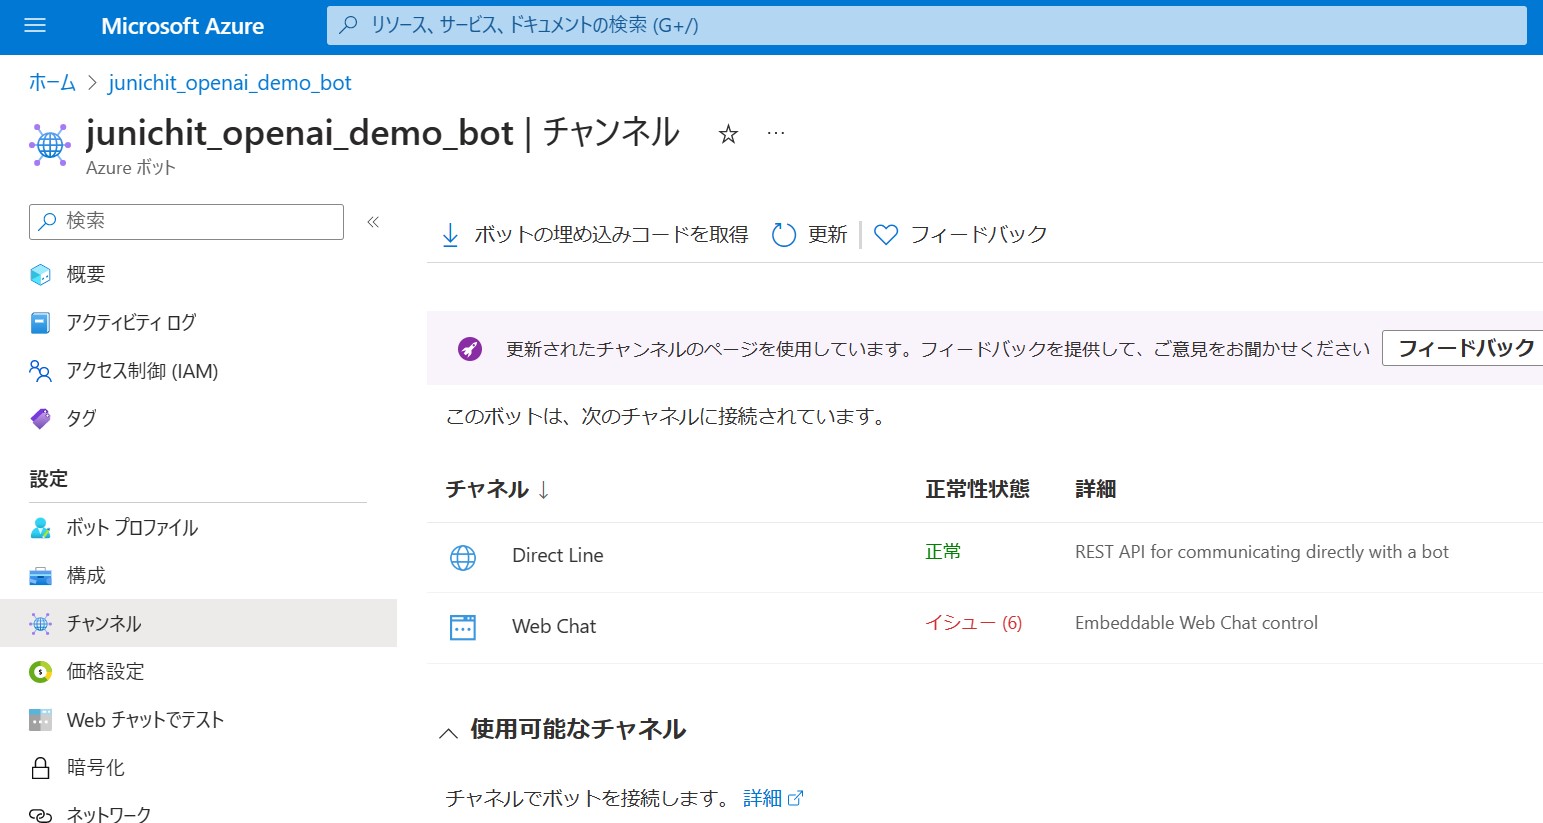 Microsoft Azure
リソース、サービス、ドキュメントの検索 (G+/)
ホーム > junichit_openai_demo_bot
junichit_openai_demo_bot | チャンネル ☆ …
Azure ボット
検索 «
ボットの埋め込みコードを取得 更新 フィードバック
概要
アクティビティ ログ
アクセス制御 (IAM)
タグ
設定
ボット プロファイル
構成
チャンネル
価格設定
Web チャットでテスト
暗号化
ネットワーク
更新されたチャンネルのページを使用しています。フィードバックを提供して、ご意見をお聞かせください フィードバック
このボットは、次のチャネルに接続されています。
チャネル ↓ 正常性状態 詳細
Direct Line 正常 REST API for communicating directly with a bot
Web Chat イシュー (6) Embeddable Web Chat control
使用可能なチャネル
チャネルでボットを接続します。 詳細